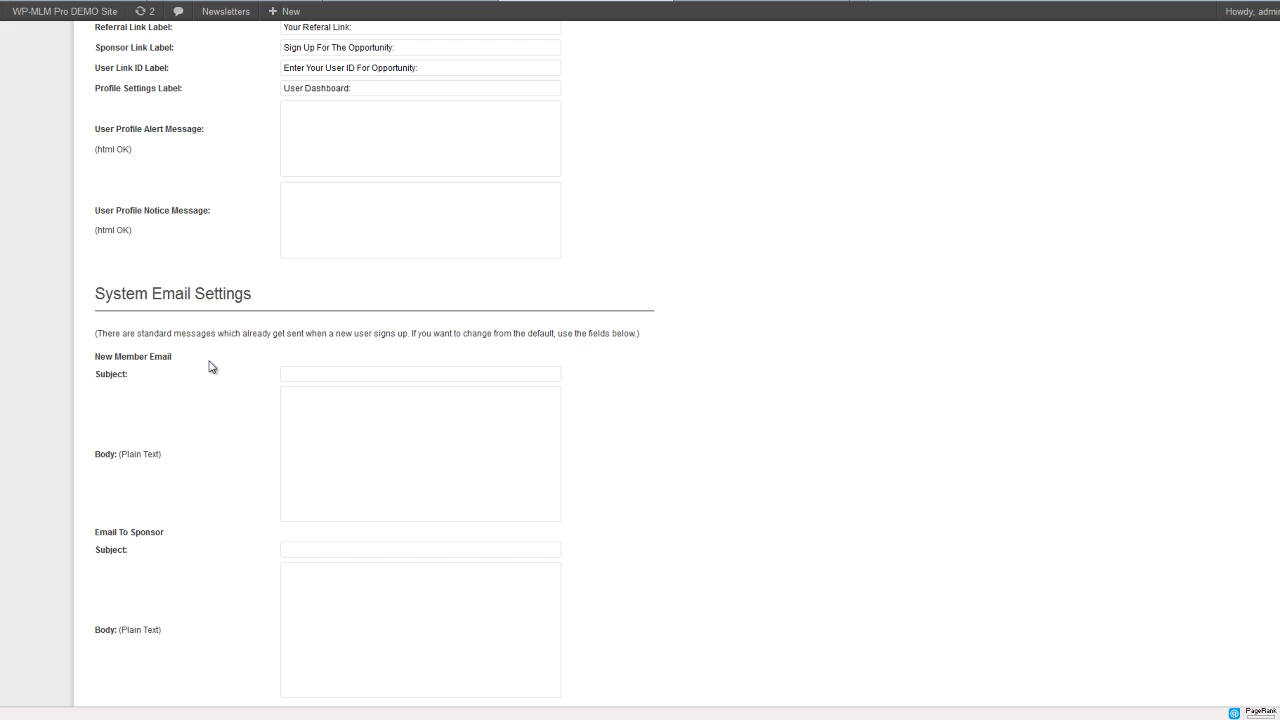 WP-MLM Pro DEMO Site 2 Newsletters + New Howdy, admi
Referral Link Label: Your Referal Link:
Sponsor Link Label: Sign Up For The Opportunity:
User Link ID Label: Enter Your User ID For Opportunity:
Profile Settings Label: User Dashboard:
User Profile Alert Message:
(html OK)
User Profile Notice Message:
(html OK)
System Email Settings
(There are standard messages which already get sent when a new user signs up. If you want to change from the default, use the fields below.)
New Member Email
Subject:
Body: (Plain Text)
Email To Sponsor
Subject:
Body: (Plain Text)
PageRank